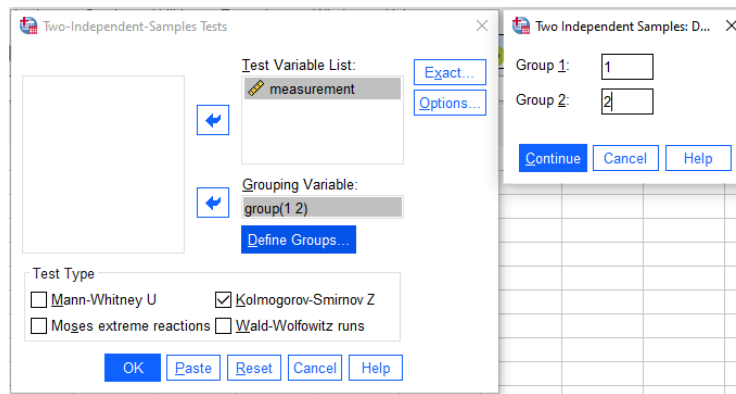 Two-Independent-Samples Tests
Test Variable List:
measurement
Exact...
Options...
Grouping Variable:
group(1 2)
Define Groups...
Test Type
Mann-Whitney U
Kolmogorov-Smirnov Z
Moses extreme reactions
Wald-Wolfowitz runs
OK
Paste
Reset
Cancel
Help
Two Independent Samples: D...
Group 1:
1
Group 2:
2
Continue
Cancel
Help